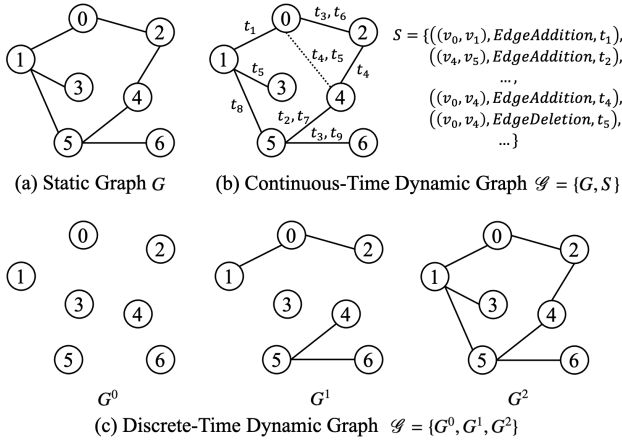 0
2
1
3
4
5
6
(a) Static Graph G
t₁
0
t₃, t₆
2
1
t₄, t₅
t₅
3
t₄
4
t₈
t₂, t₇
5
t₃, t₉
6
S = {((v₀, v₁), EdgeAddition, t₁),
((v₄, v₅), EdgeAddition, t₂),
...,
((v₀, v₄), EdgeAddition, t₄),
((v₀, v₄), EdgeDeletion, t₅),
...}
(b) Continuous-Time Dynamic Graph 𝒢 = {G, S}
0
2
1
3
4
5
6
G⁰
0
2
1
3
4
5
6
G¹
0
2
1
3
4
5
6
G²
(c) Discrete-Time Dynamic Graph 𝒢 = {G⁰, G¹, G²}